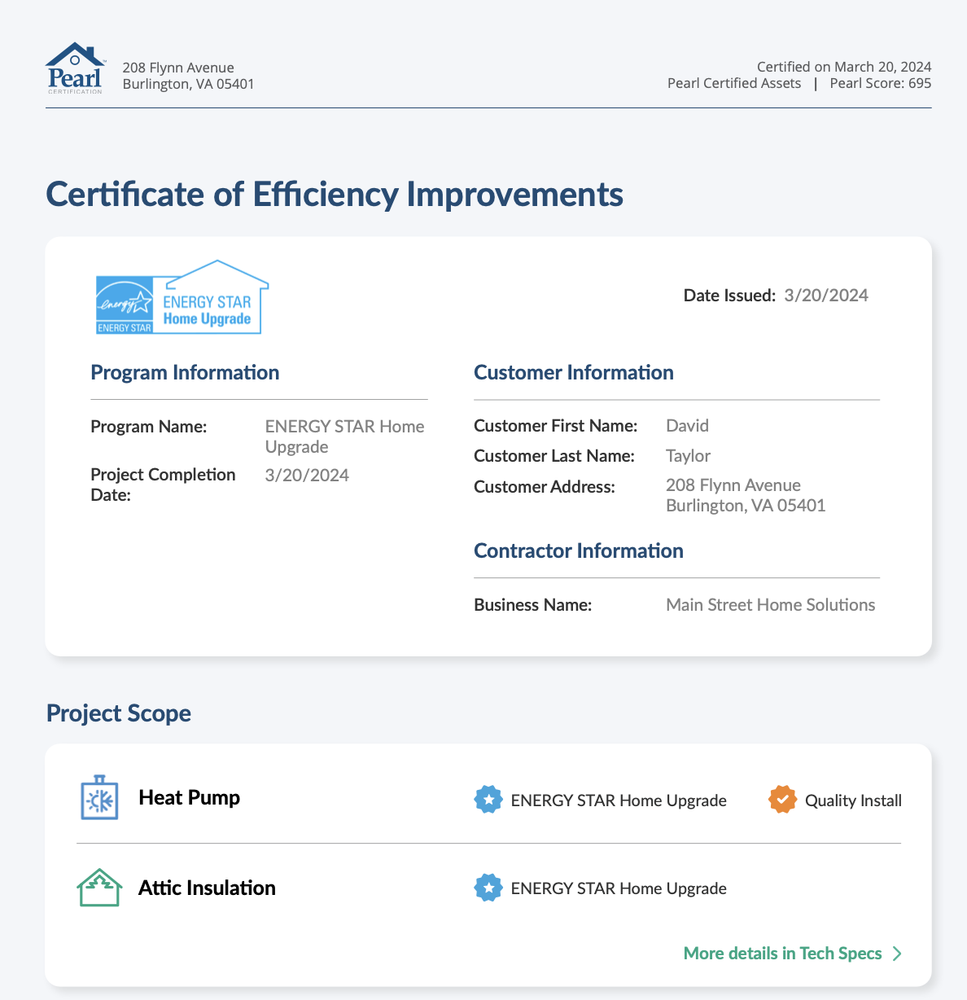 Pearl™
CERTIFICATION
208 Flynn Avenue
Burlington, VA 05401
Certified on March 20, 2024
Pearl Certified Assets | Pearl Score: 695
Certificate of Efficiency Improvements
energy
ENERGY STAR
ENERGY STAR
Home Upgrade
Date Issued: 3/20/2024
Program Information
Program Name: ENERGY STAR Home
Upgrade
Project Completion 3/20/2024
Date:
Customer Information
Customer First Name: David
Customer Last Name: Taylor
Customer Address: 208 Flynn Avenue
Burlington, VA 05401
Contractor Information
Business Name: Main Street Home Solutions
Project Scope
Heat Pump ENERGY STAR Home Upgrade Quality Install
Attic Insulation ENERGY STAR Home Upgrade
More details in Tech Specs